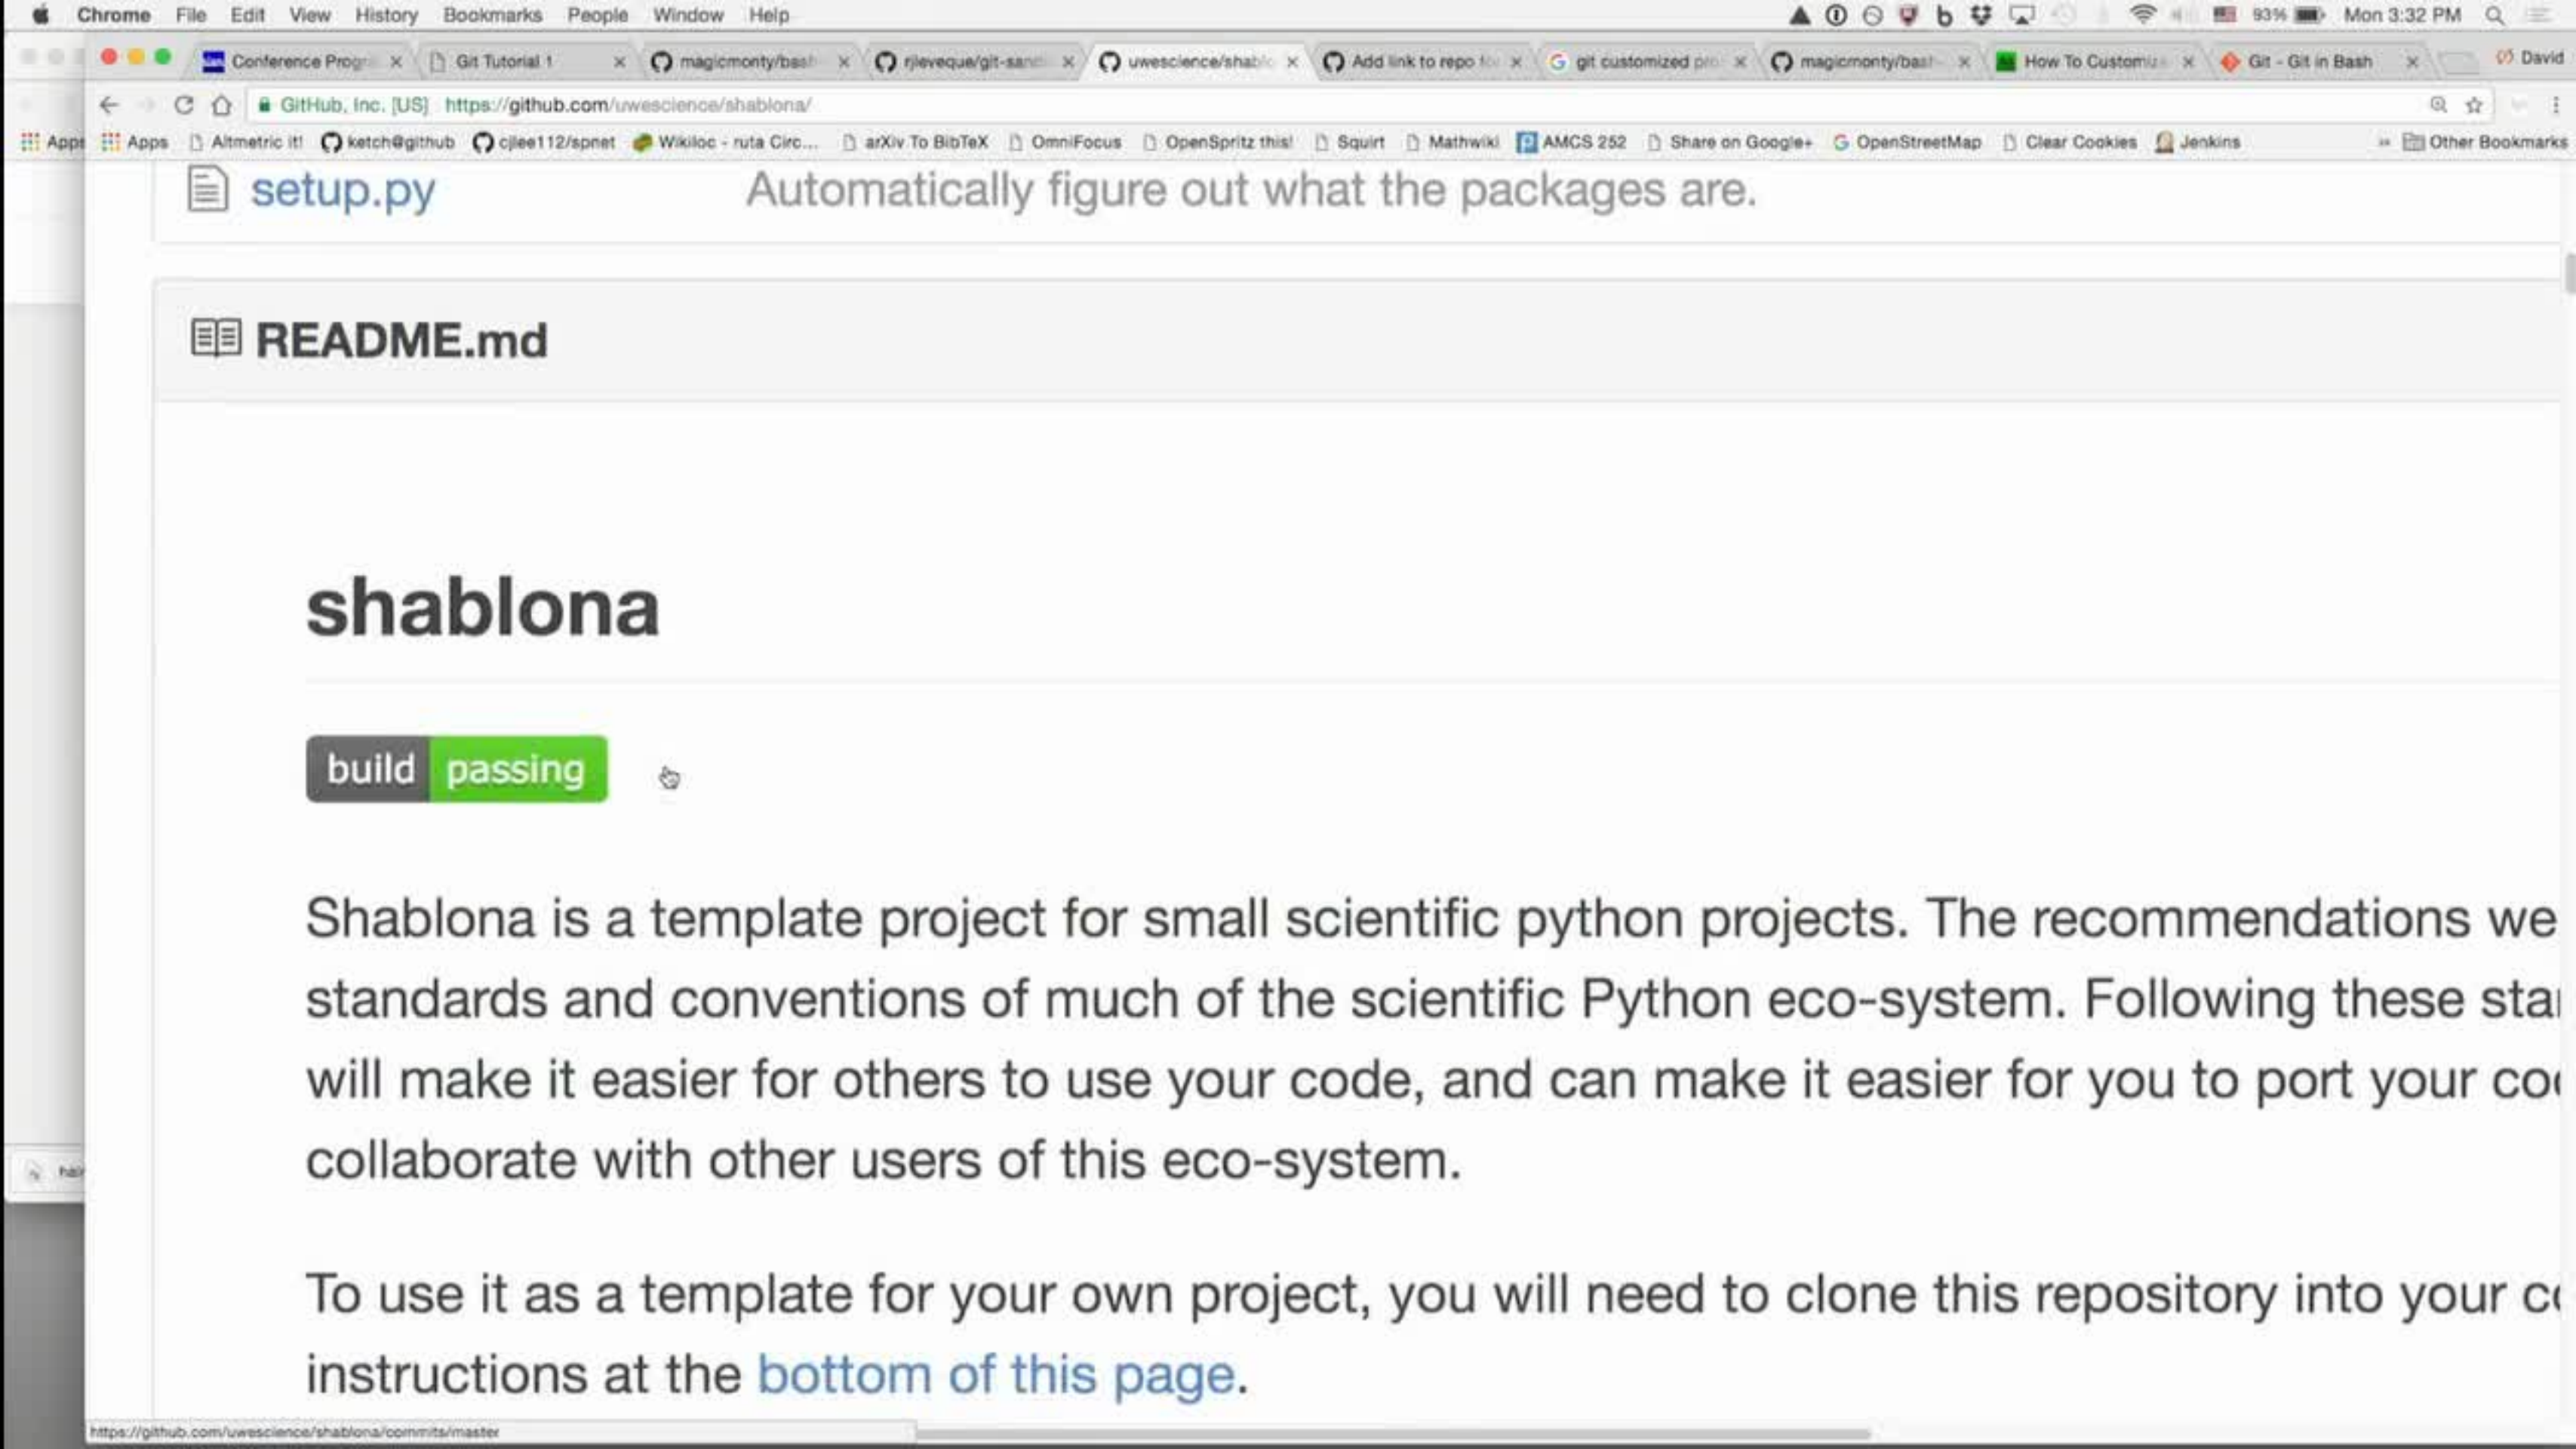 Chrome File Edit View History Bookmarks People Window Help 93% Mon 3:32 PM
Conference Progr Git Tutorial 1 magicmonty/bash rjleveque/git-sand uwescience/shablo Add link to repo for git customized pro magicmonty/bash- How To Customiz Git - Git in Bash David
GitHub, Inc. [US] https://github.com/uwescience/shablona/
Apps Apps Altmetric it! ketch@github cjlee112/spnet Wikiloc - ruta Circ... arXiv To BibTeX OmniFocus OpenSpritz this! Squirt Mathwiki AMCS 252 Share on Google+ OpenStreetMap Clear Cookies Jenkins » Other Bookmarks
setup.py Automatically figure out what the packages are.
README.md
shablona
build passing
Shablona is a template project for small scientific python projects. The recommendations we
standards and conventions of much of the scientific Python eco-system. Following these sta
will make it easier for others to use your code, and can make it easier for you to port your co
collaborate with other users of this eco-system.
To use it as a template for your own project, you will need to clone this repository into your c
instructions at the bottom of this page.
https://github.com/uwescience/shablona/commits/master